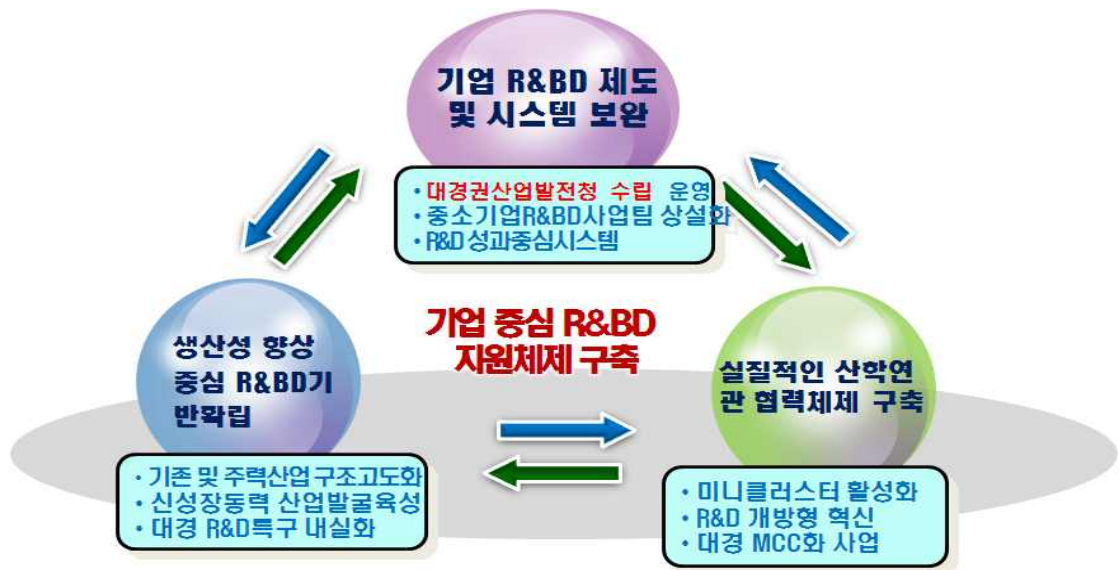 기업 R&BD 제도
및 시스템 보완
• 대경권산업발전청 수립 운영
• 중소기업R&BD사업팀 상설화
• R&D 성과중심시스템
기업 중심 R&BD
지원체제 구축
생산성 향상
중심 R&BD기
반확립
• 기존 및 주력산업 구조고도화
• 신성장동력 산업발굴육성
• 대경 R&D특구 내실화
실질적인 산학연
관 협력체제 구축
• 미니클러스터 활성화
• R&D 개방형 혁신
• 대경 MCC화 사업